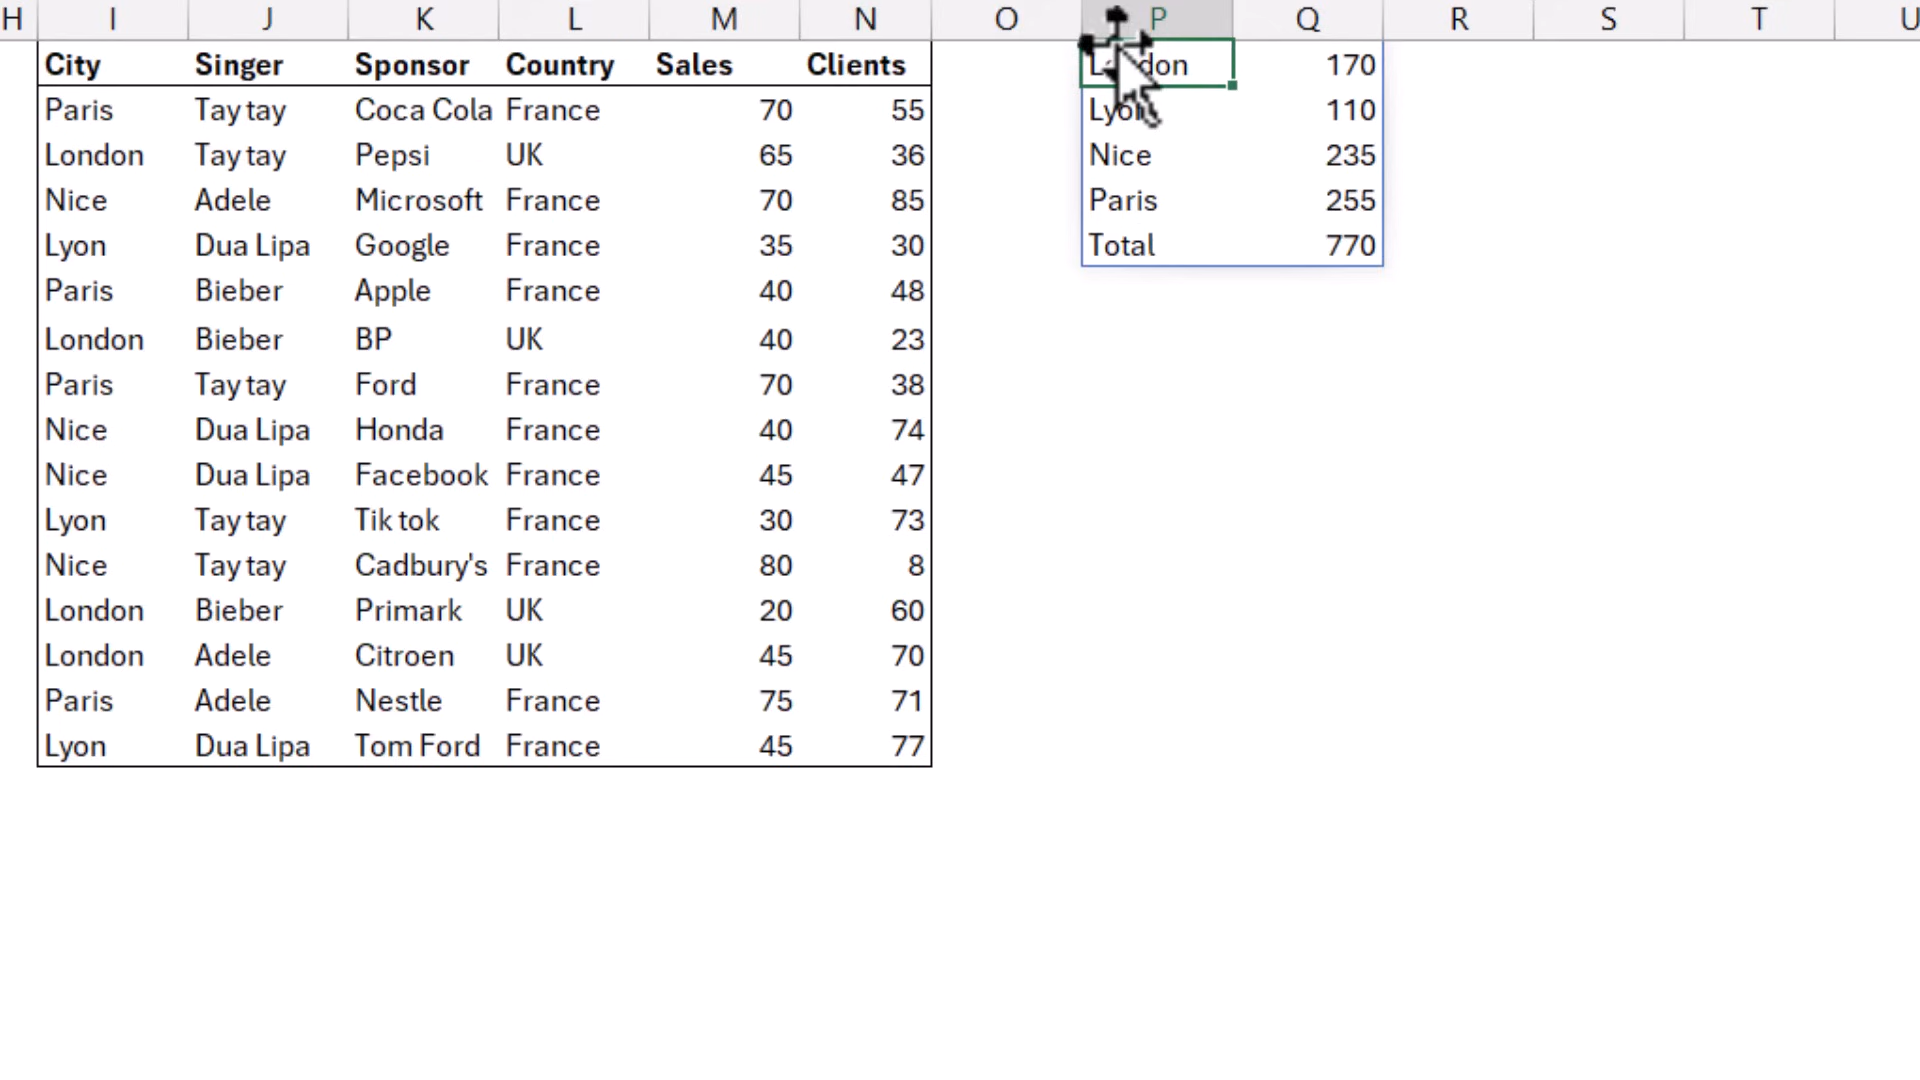 H I J K L M N O P Q R S T U
City Singer Sponsor Country Sales Clients 170
Paris Tay tay Coca Cola France 70 55 110
London Tay tay Pepsi UK 65 36 Nice 235
Nice Adele Microsoft France 70 85 Paris 255
Lyon Dua Lipa Google France 35 30 Total 770
Paris Bieber Apple France 40 48
London Bieber BP UK 40 23
Paris Tay tay Ford France 70 38
Nice Dua Lipa Honda France 40 74
Nice Dua Lipa Facebook France 45 47
Lyon Tay tay Tik tok France 30 73
Nice Tay tay Cadbury's France 80 8
London Bieber Primark UK 20 60
London Adele Citroen UK 45 70
Paris Adele Nestle France 75 71
Lyon Dua Lipa Tom Ford France 45 77